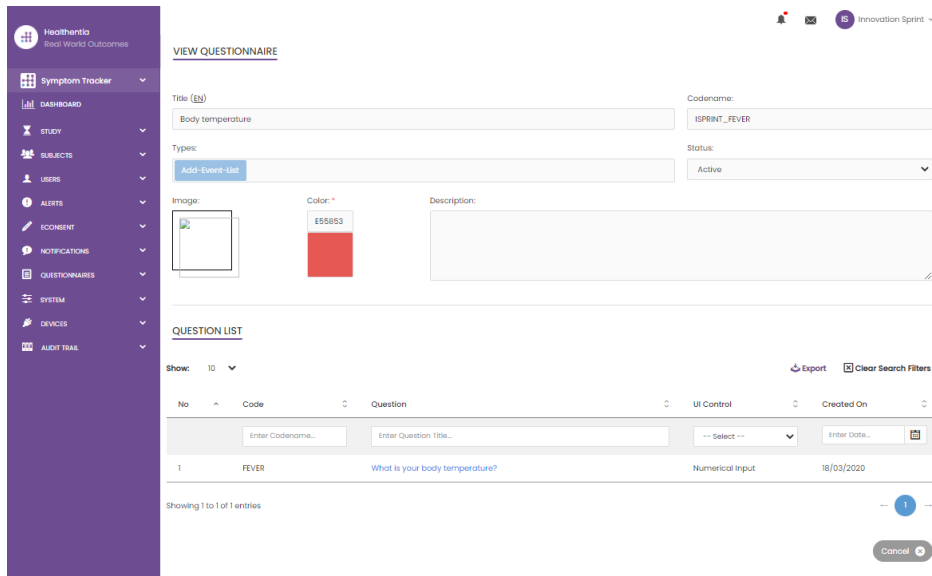 Healthentia
Real World Outcomes
IS Innovation Sprint
Symptom Tracker
DASHBOARD
STUDY
SUBJECTS
USERS
ALERTS
ECONSENT
NOTIFICATIONS
QUESTIONNAIRES
SYSTEM
DEVICES
AUDIT TRAIL
VIEW QUESTIONNAIRE
Title (EN) Codename:
Body temperature ISPRINT_FEVER
Types: Status:
Add-Event-List Active
Image: Color: * Description:
E55853
QUESTION LIST
Show: 10 Export Clear Search Filters
No Code Question UI Control Created On
Enter Codename... Enter Question Title... -- Select -- Enter Date...
1 FEVER What is your body temperature? Numerical Input 18/03/2020
Showing 1 to 1 of 1 entries ← 1 →
Cancel